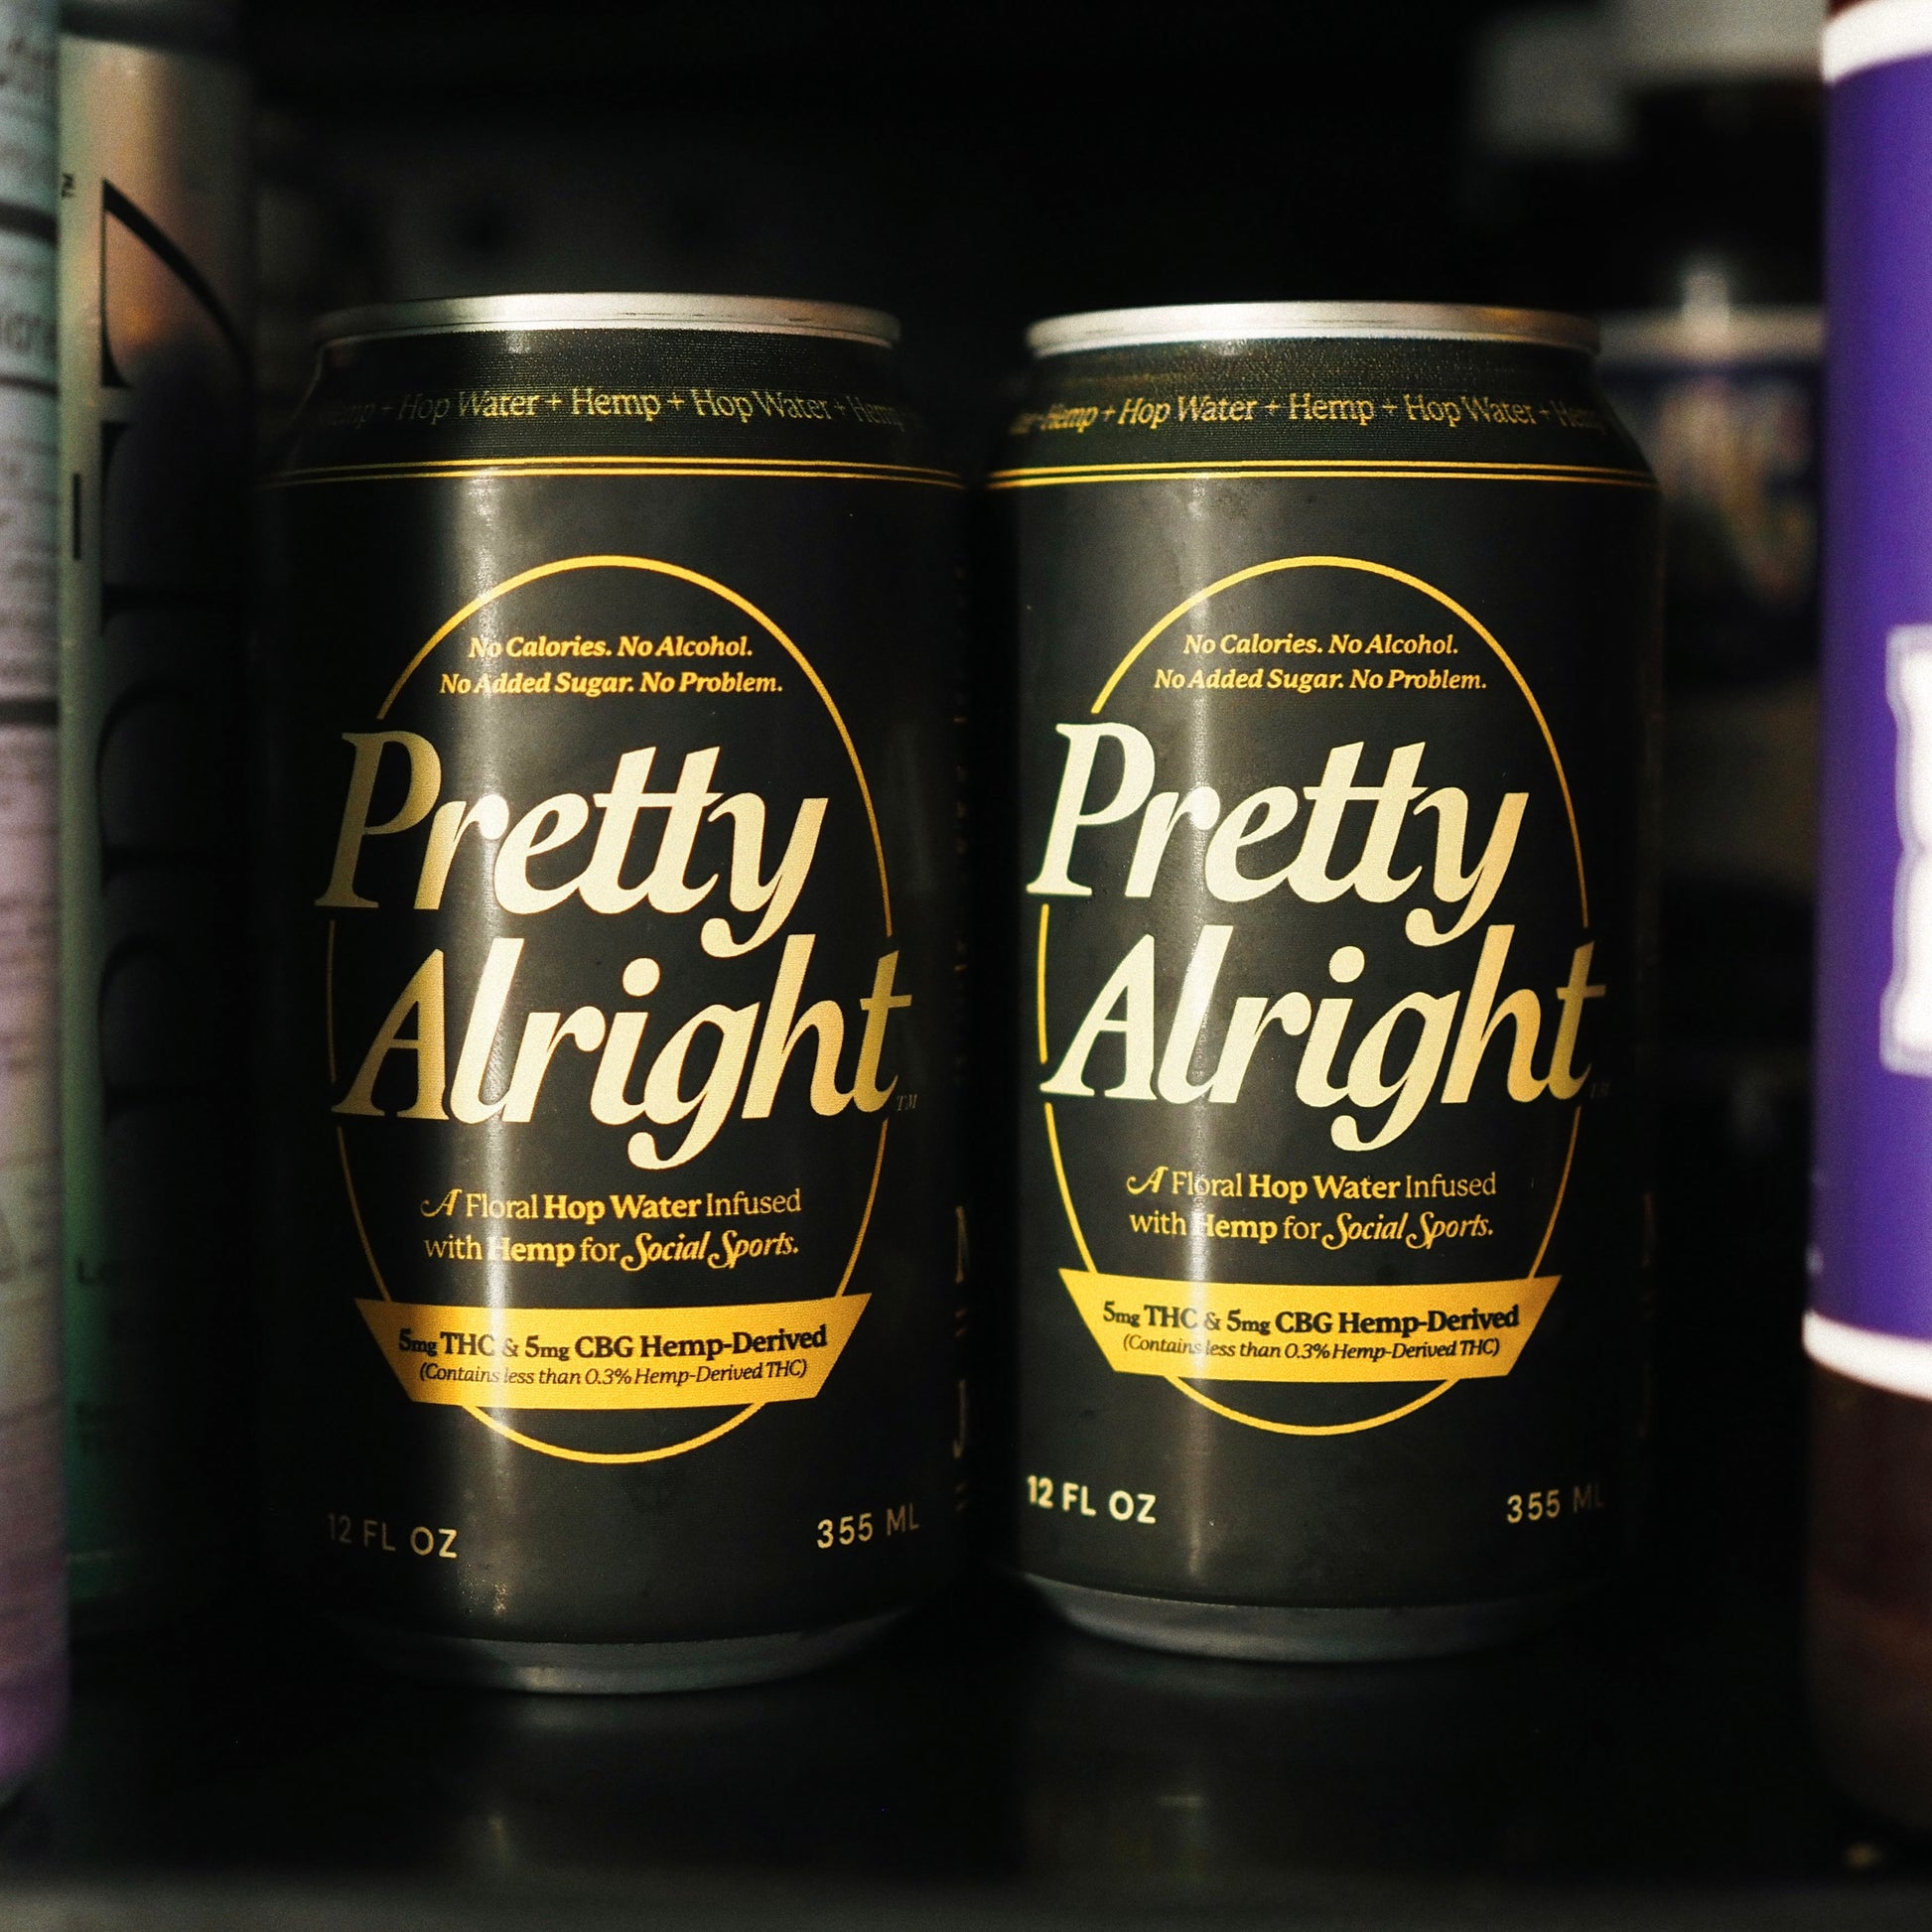 Hop Water + Hemp + Hop Water + Hemp
No Calories. No Alcohol.
No Added Sugar. No Problem.
Pretty
Alright
TM
A Floral Hop Water Infused
with Hemp for Social Sports.
5mg THC & 5mg CBG Hemp-Derived
(Contains less than 0.3% Hemp-Derived THC)
12 FL OZ 355 ML
Hemp + Hop Water + Hemp + Hop Water + Hemp
No Calories. No Alcohol.
No Added Sugar. No Problem.
Pretty
Alright
TM
A Floral Hop Water Infused
with Hemp for Social Sports.
5mg THC & 5mg CBG Hemp-Derived
(Contains less than 0.3% Hemp-Derived THC)
12 FL OZ 355 ML
TM